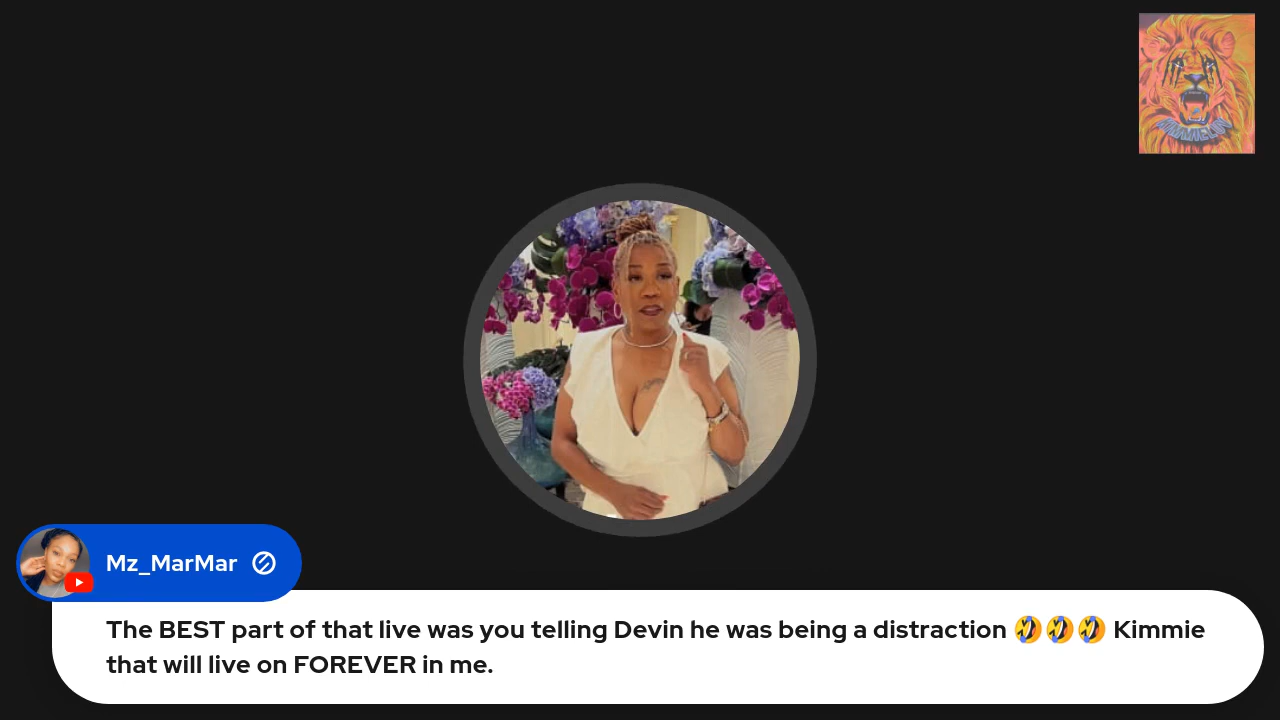 Mz_MarMar
The BEST part of that live was you telling Devin he was being a distraction 🤣🤣🤣 Kimmie
that will live on FOREVER in me.